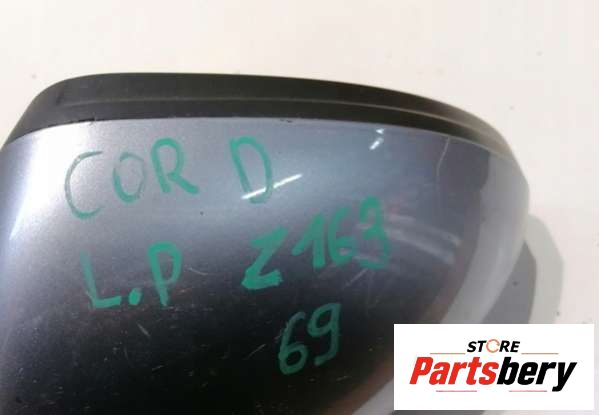 COR D
L.P Z163
69
STORE
Partsbery